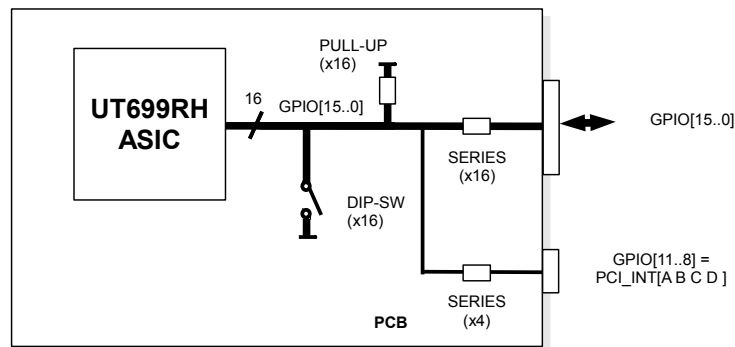 PULL-UP
(x16)
UT699RH
ASIC
16
GPIO[15..0]
GPIO[15..0]
SERIES
(x16)
DIP-SW
(x16)
GPIO[11..8] =
PCI_INT[A B C D ]
SERIES
(x4)
PCB